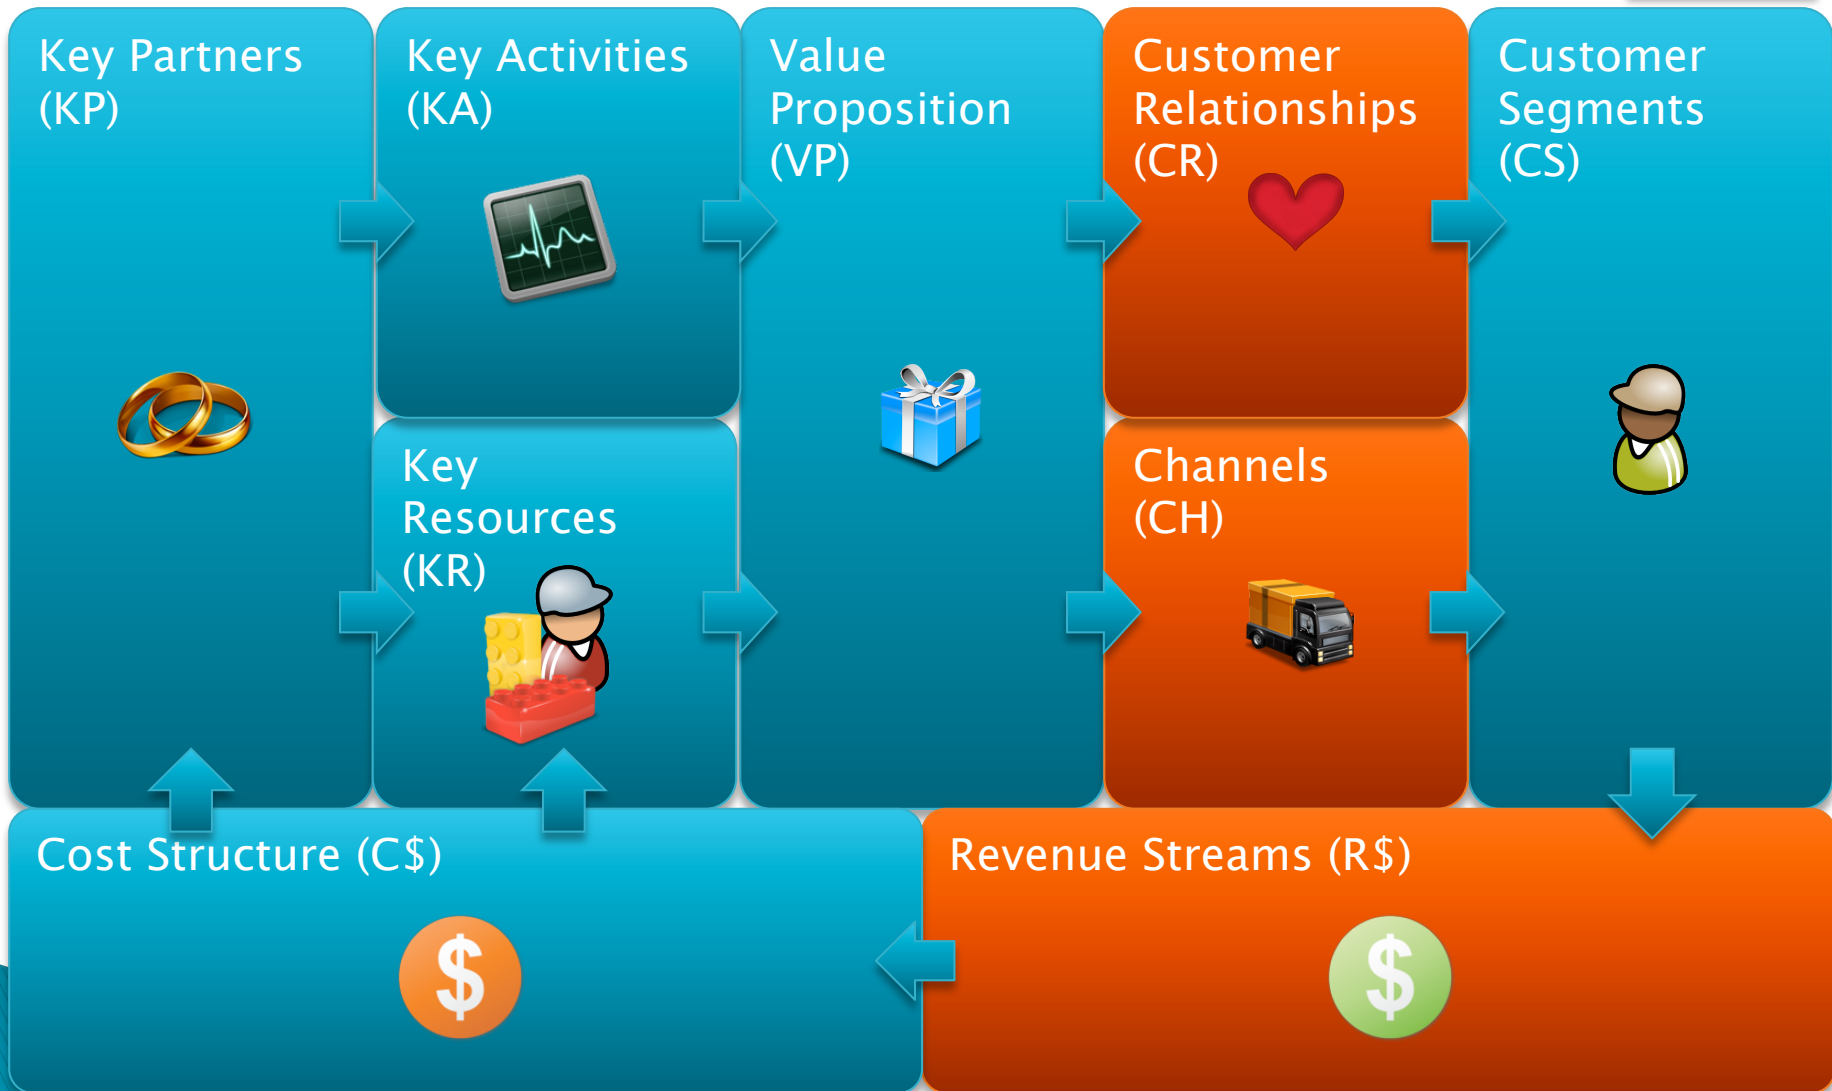 Key Partners
(KP)
Key Activities
(KA)
Value
Proposition
(VP)
Customer
Relationships
(CR)
Customer
Segments
(CS)
Key
Resources
(KR)
Channels
(CH)
Cost Structure (C$)
$
Revenue Streams (R$)
$